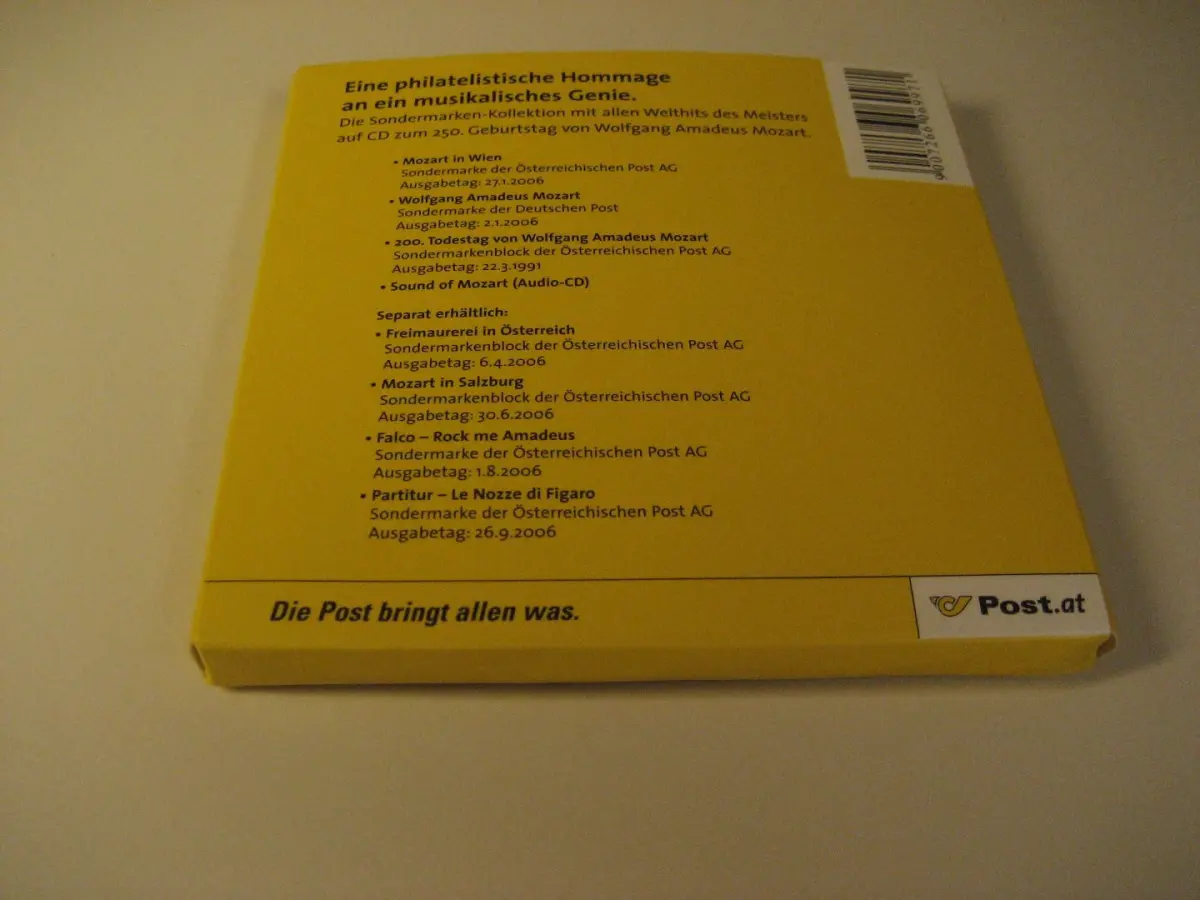 Eine philatelistische Hommage
an ein musikalisches Genie.
Die Sondermarken-Kollektion mit allen Welthits des Meisters
auf CD zum 250. Geburtstag von Wolfgang Amadeus Mozart.
• Mozart in Wien
Sondermarke der Österreichischen Post AG
Ausgabetag: 27.1.2006
• Wolfgang Amadeus Mozart
Sondermarke der Deutschen Post
Ausgabetag: 2.1.2006
• 200. Todestag von Wolfgang Amadeus Mozart
Sondermarkenblock der Österreichischen Post AG
Ausgabetag: 22.3.1991
• Sound of Mozart (Audio-CD)
Separat erhältlich:
• Freimaurerei in Österreich
Sondermarkenblock der Österreichischen Post AG
Ausgabetag: 6.4.2006
• Mozart in Salzburg
Sondermarkenblock der Österreichischen Post AG
Ausgabetag: 30.6.2006
• Falco – Rock me Amadeus
Sondermarke der Österreichischen Post AG
Ausgabetag: 1.8.2006
• Partitur – Le Nozze di Figaro
Sondermarke der Österreichischen Post AG
Ausgabetag: 26.9.2006
Die Post bringt allen was.
Post.at